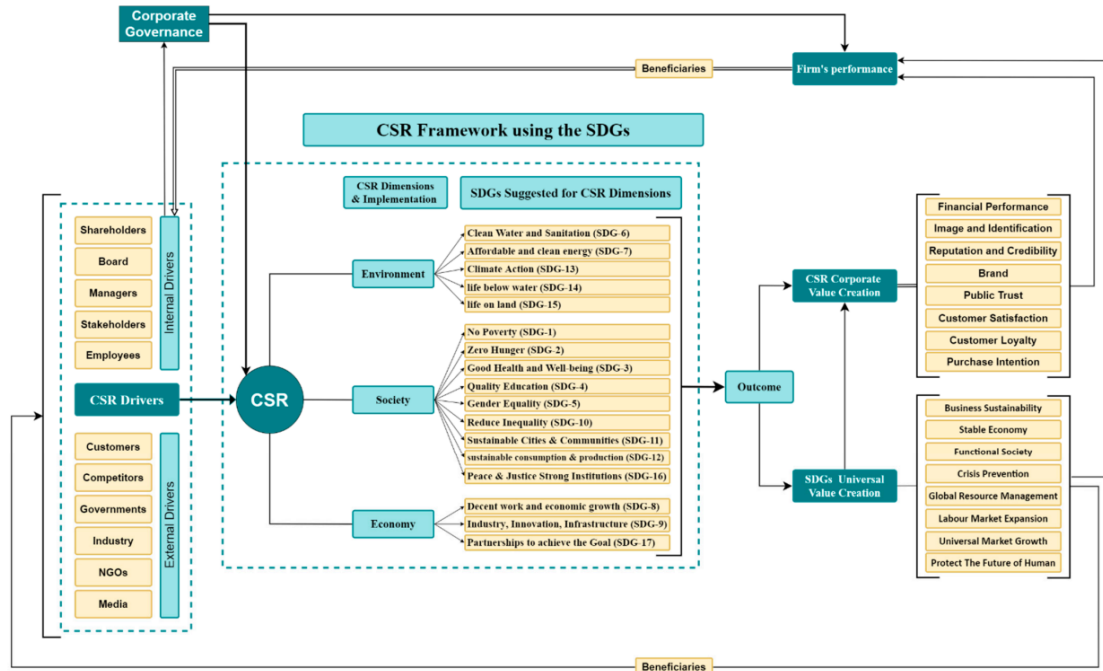 Corporate
Governance
Beneficiaries
Firm's performance
CSR Framework using the SDGs
CSR Dimensions
& Implementation
SDGs Suggested for CSR Dimensions
Shareholders
Board
Managers
Stakeholders
Employees
Internal Drivers
CSR Drivers
Customers
Competitors
Governments
Industry
NGOs
Media
External Drivers
CSR
Environment
Clean Water and Sanitation (SDG-6)
Affordable and clean energy (SDG-7)
Climate Action (SDG-13)
life below water (SDG-14)
life on land (SDG-15)
Society
No Poverty (SDG-1)
Zero Hunger (SDG-2)
Good Health and Well-being (SDG-3)
Quality Education (SDG-4)
Gender Equality (SDG-5)
Reduce Inequality (SDG-10)
Sustainable Cities & Communities (SDG-11)
sustainable consumption & production (SDG-12)
Peace & Justice Strong Institutions (SDG-16)
Economy
Decent work and economic growth (SDG-8)
Industry, Innovation, Infrastructure (SDG-9)
Partnerships to achieve the Goal (SDG-17)
Outcome
CSR Corporate
Value Creation
Financial Performance
Image and Identification
Reputation and Credibility
Brand
Public Trust
Customer Satisfaction
Customer Loyalty
Purchase Intention
SDGs Universal
Value Creation
Business Sustainability
Stable Economy
Functional Society
Crisis Prevention
Global Resource Management
Labour Market Expansion
Universal Market Growth
Protect The Future of Human
Beneficiaries